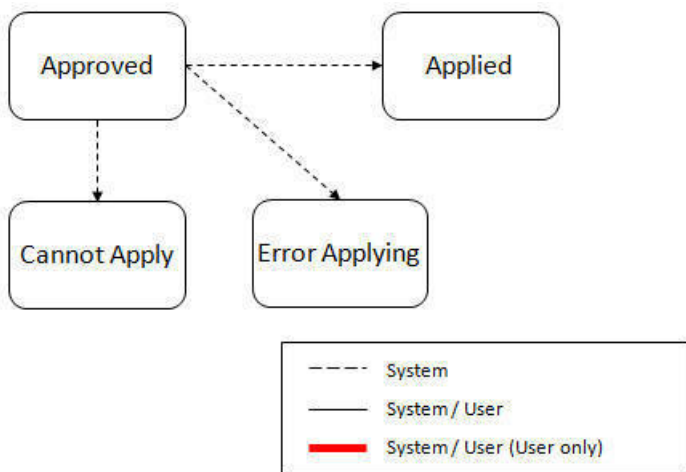 Approved
Applied
Cannot Apply
Error Applying
System
System / User
System / User (User only)